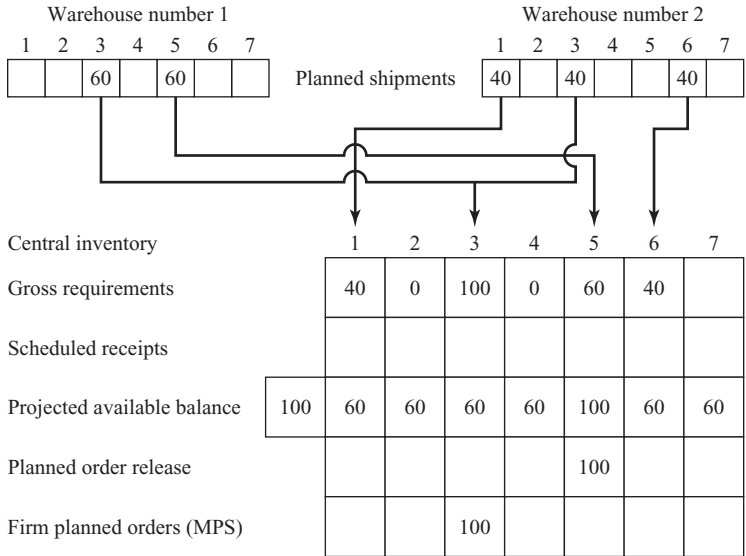 Warehouse number 1 Warehouse number 2
1 2 3 4 5 6 7 1 2 3 4 5 6 7
60 60 Planned shipments 40 40 40
Central inventory 1 2 3 4 5 6 7
Gross requirements 40 0 100 0 60 40
Scheduled receipts
Projected available balance 100 60 60 60 60 100 60 60
Planned order release 100
Firm planned orders (MPS) 100